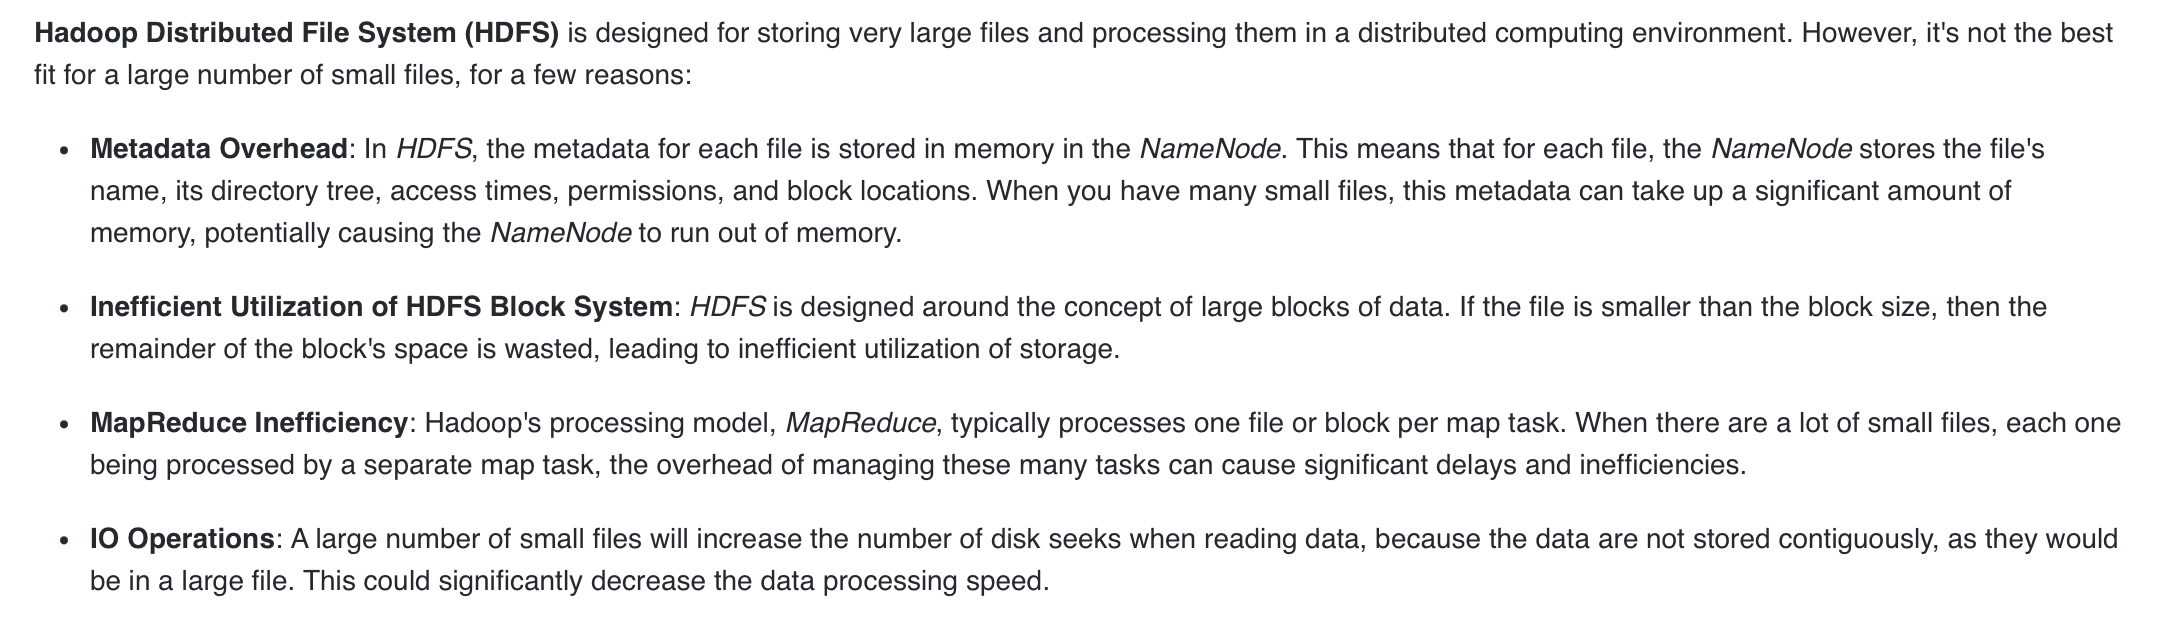 Hadoop Distributed File System (HDFS) is designed for storing very large files and processing them in a distributed computing environment. However, it's not the best
fit for a large number of small files, for a few reasons:
• Metadata Overhead: In HDFS, the metadata for each file is stored in memory in the NameNode. This means that for each file, the NameNode stores the file's
name, its directory tree, access times, permissions, and block locations. When you have many small files, this metadata can take up a significant amount of
memory, potentially causing the NameNode to run out of memory.
• Inefficient Utilization of HDFS Block System: HDFS is designed around the concept of large blocks of data. If the file is smaller than the block size, then the
remainder of the block's space is wasted, leading to inefficient utilization of storage.
• MapReduce Inefficiency: Hadoop's processing model, MapReduce, typically processes one file or block per map task. When there are a lot of small files, each one
being processed by a separate map task, the overhead of managing these many tasks can cause significant delays and inefficiencies.
• IO Operations: A large number of small files will increase the number of disk seeks when reading data, because the data are not stored contiguously, as they would
be in a large file. This could significantly decrease the data processing speed.